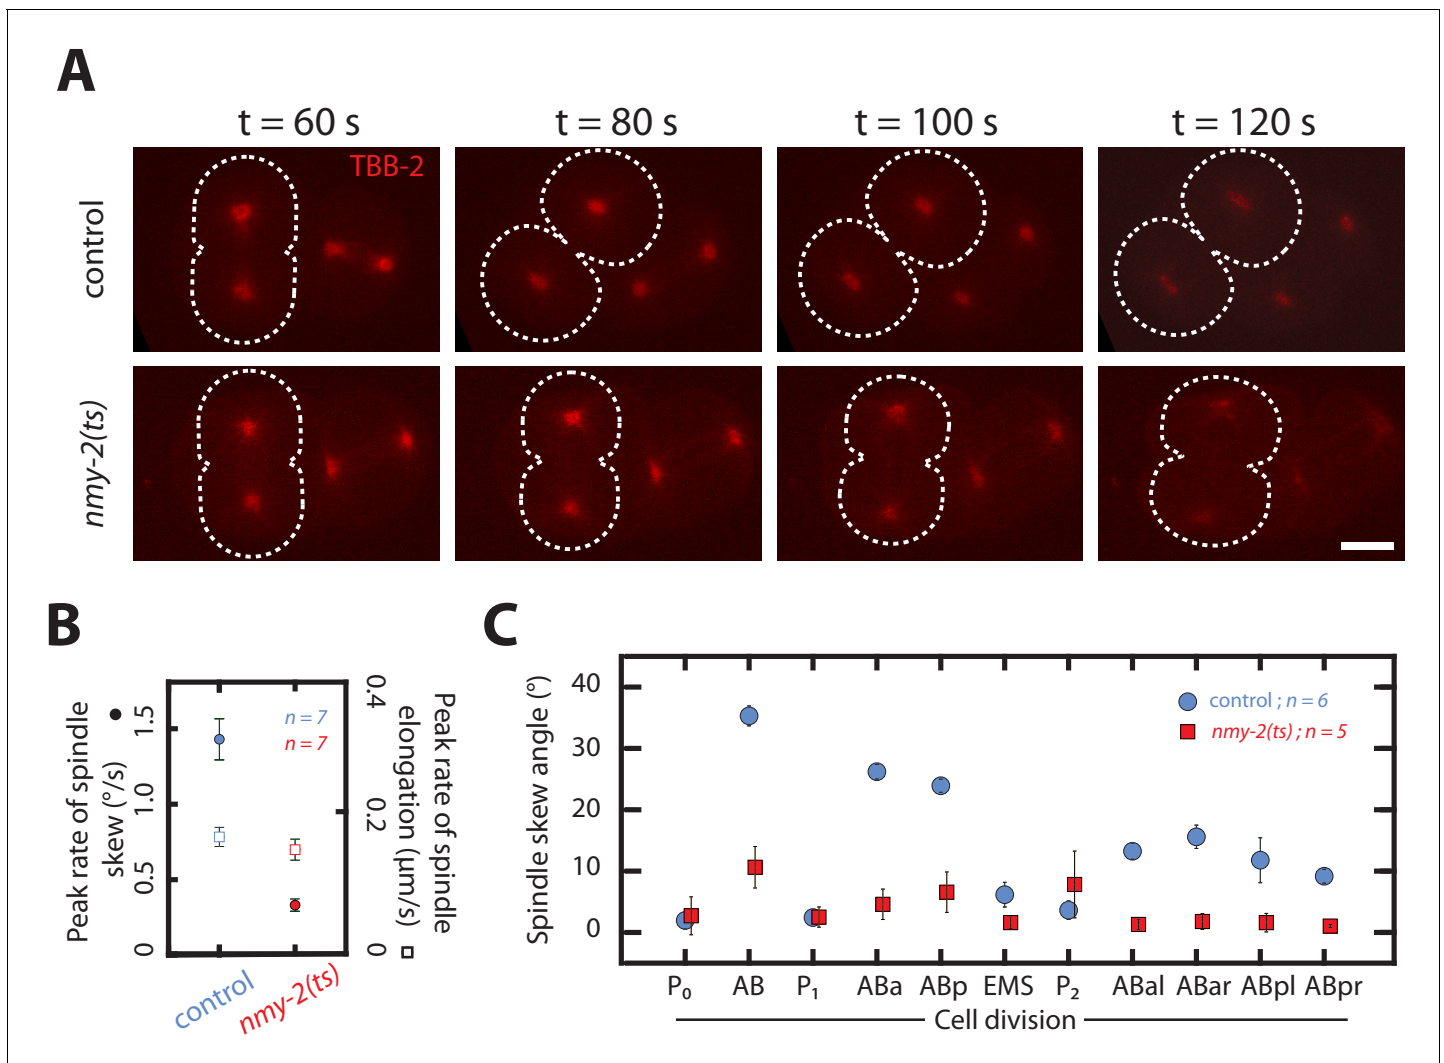 A
t = 60 s
t = 80 s
t = 100 s
t = 120 s
control
TBB-2
nmy-2(ts)
B
Peak rate of spindle
skew (°/s)
1.5
1.0
0.5
0
n = 7
n = 7
0.4
0.2
0
Peak rate of spindle
elongation (μm/s)
control
nmy-2(ts)
C
Spindle skew angle (°)
40
30
20
10
0
control ; n = 6
nmy-2(ts) ; n = 5
P₀ AB P₁ ABa ABp EMS P₂ ABal ABar ABpl ABpr
Cell division